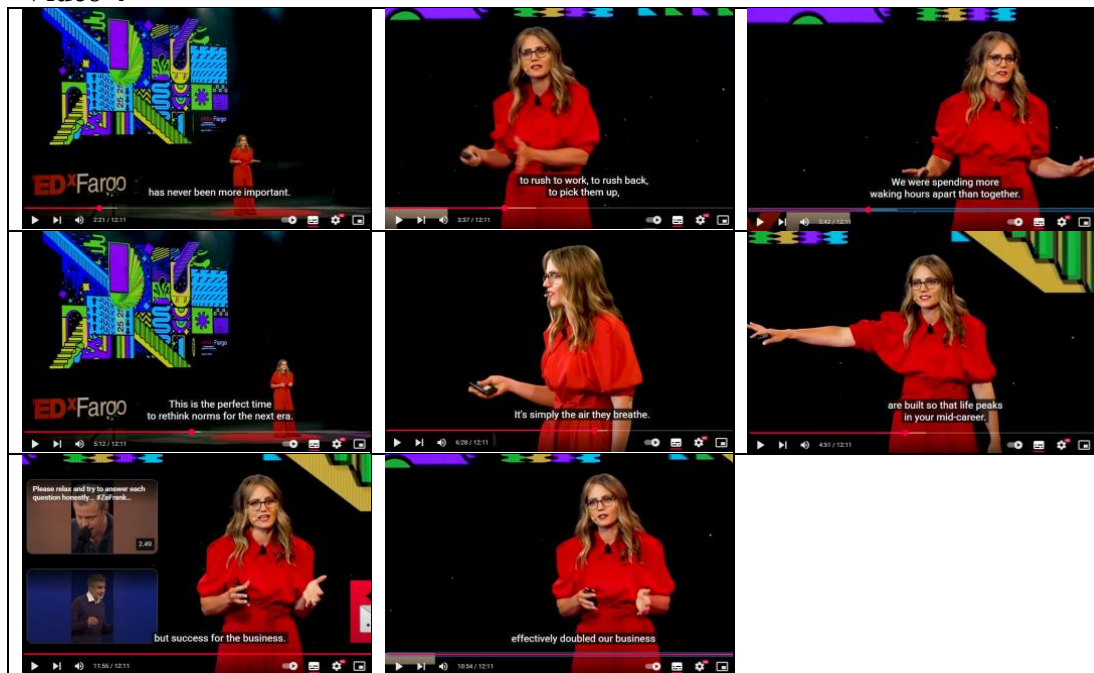 TEDxFargo
has never been more important.
2:21 / 12:11
to rush to work, to rush back,
to pick them up,
3:37 / 12:11
We were spending more
waking hours apart than together.
3:42 / 12:11
TEDxFargo
This is the perfect time
to rethink norms for the next era.
5:12 / 12:11
It's simply the air they breathe.
6:28 / 12:11
are built so that life peaks
in your mid-career.
4:51 / 12:11
Please relax and try to answer each
question honestly... #ZeFrank...
2:49
but success for the business.
11:55 / 12:11
effectively doubled our business
10:54 / 12:11